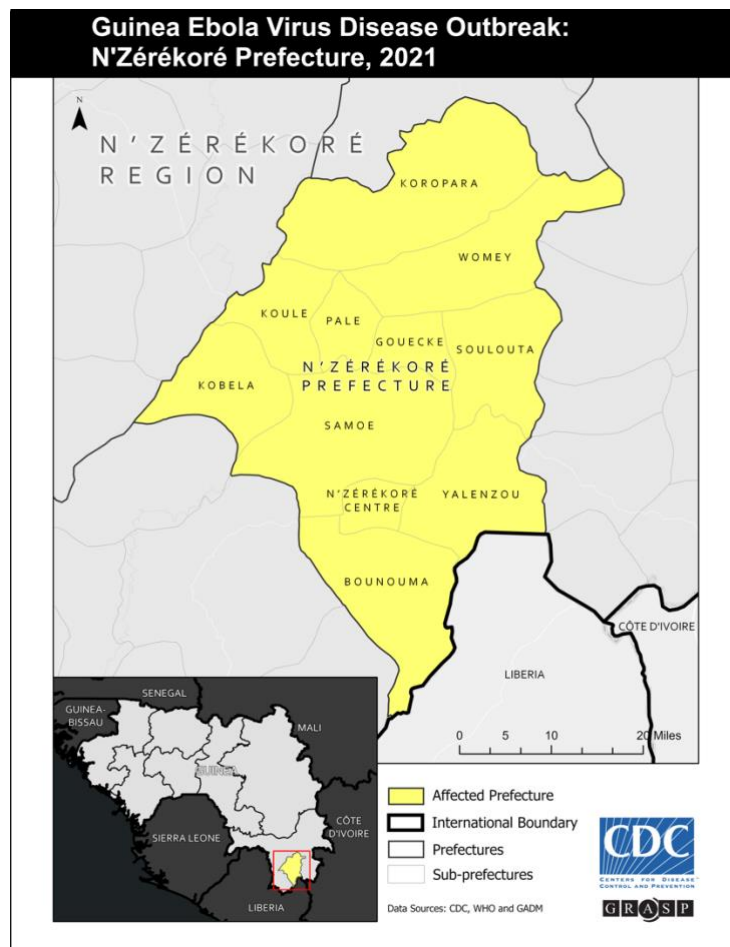 Guinea Ebola Virus Disease Outbreak:
N'Zérékoré Prefecture, 2021
N
N'ZÉRÉKORÉ
REGION
KOROPARA
WOMEY
KOULE
PALE
GOUECKE
SOULOUTA
N'ZÉRÉKORÉ
PREFECTURE
KOBELA
SAMOE
N'ZÉRÉKORÉ
CENTRE
YALENZOU
BOUNOUMA
CÔTE D'IVOIRE
LIBERIA
0 5 10 20 Miles
SENEGAL
GUINEA-
BISSAU
MALI
GUINEA
SIERRA LEONE
CÔTE
D'IVOIRE
LIBERIA
Affected Prefecture
International Boundary
Prefectures
Sub-prefectures
Data Sources: CDC, WHO and GADM
CDC
CENTERS FOR DISEASE
CONTROL AND PREVENTION
GRASP